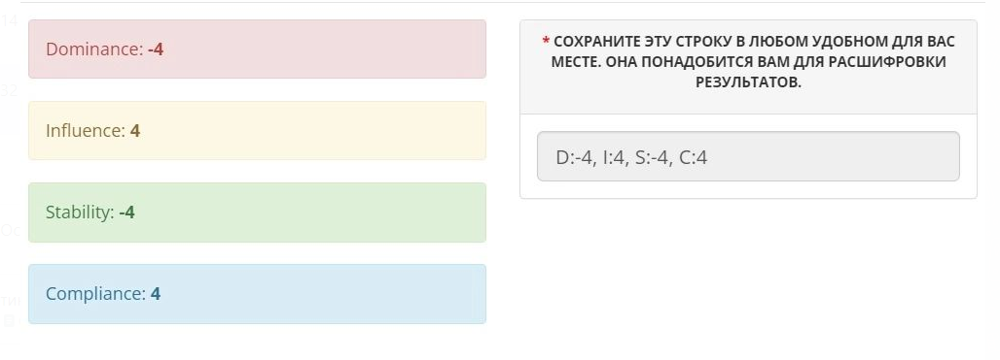 Dominance: -4
Influence: 4
Stability: -4
Compliance: 4
* СОХРАНИТЕ ЭТУ СТРОКУ В ЛЮБОМ УДОБНОМ ДЛЯ ВАС
МЕСТЕ. ОНА ПОНАДОБИТСЯ ВАМ ДЛЯ РАСШИФРОВКИ
РЕЗУЛЬТАТОВ.
D:-4, I:4, S:-4, C:4